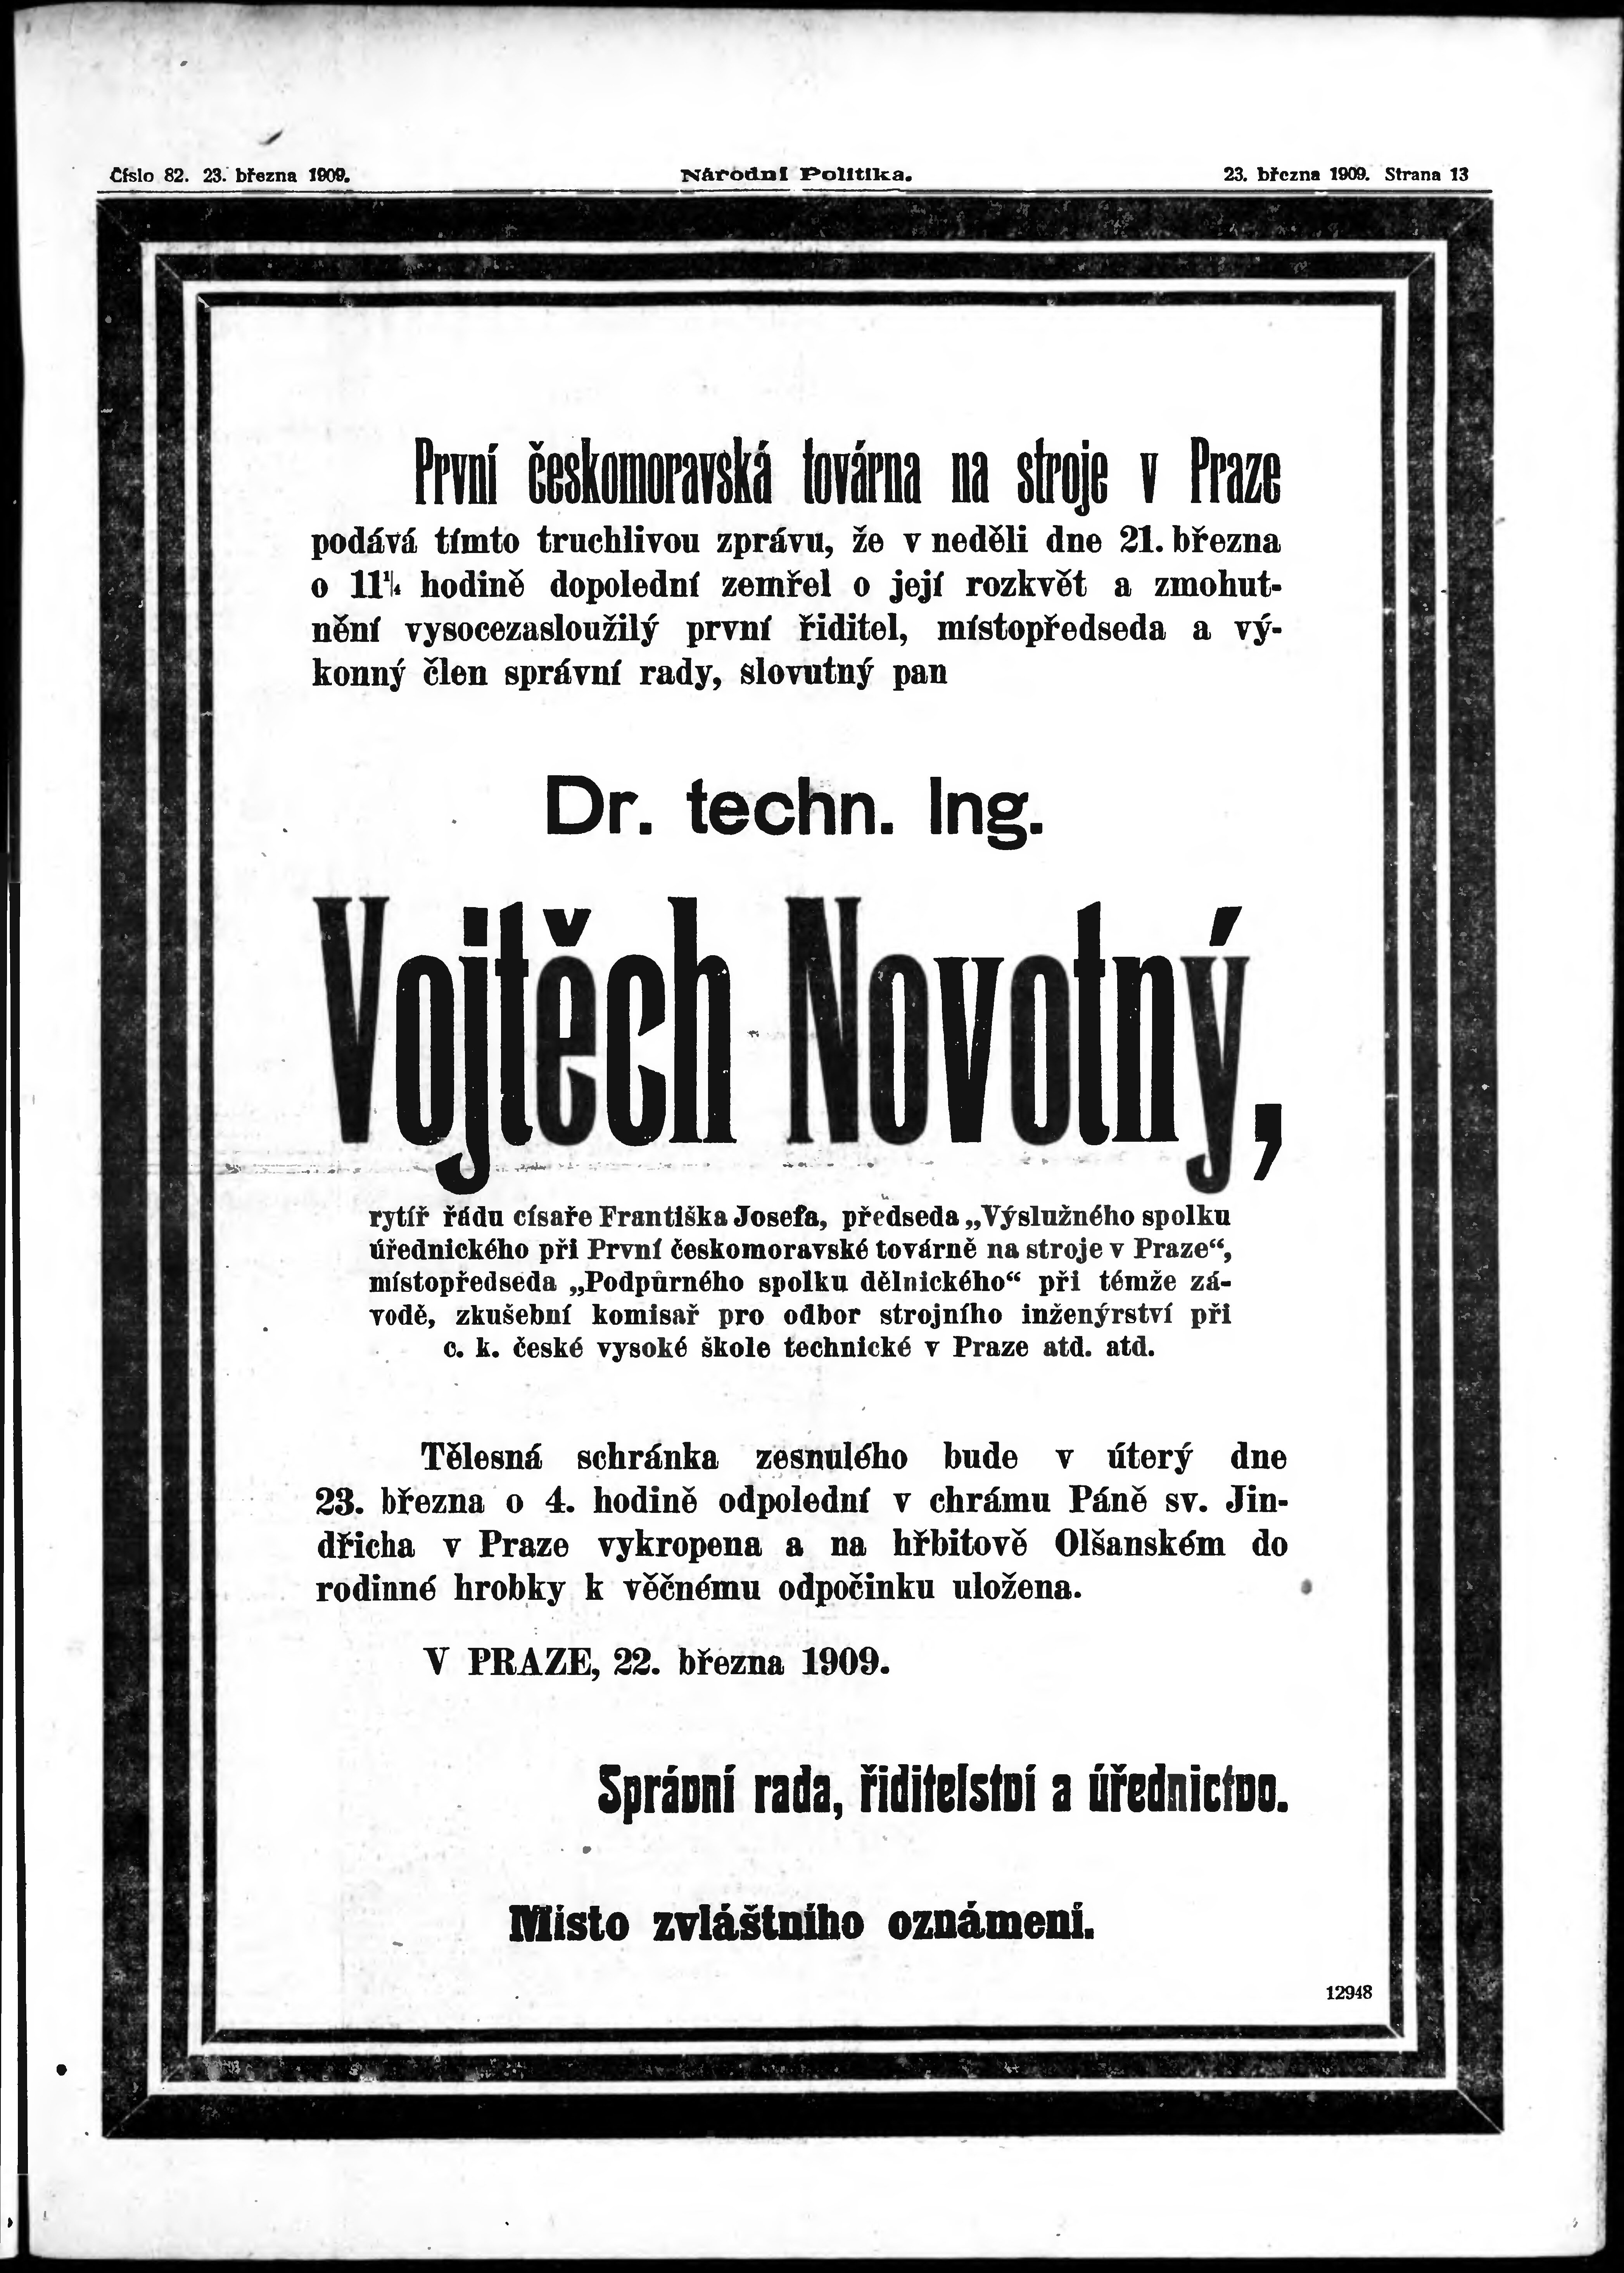 Číslo 82. 23. března 1909.
Národní Politika.
23. března 1909. Strana 13
První českomoravská továrna na stroje v Praze
podává tímto truchlivou zprávu, že v neděli dne 21. března
o 11¼ hodině dopolední zemřel o její rozkvět a zmohut-
nění vysocezasloužilý první řiditel, místopředseda a vý-
konný člen správní rady, slovutný pan
Dr. techn. Ing.
Vojtěch Novotný,
rytíř řádu císaře Františka Josefa, předseda „Výslužného spolku
úřednického při První českomoravské továrně na stroje v Praze“,
místopředseda „Podpůrného spolku dělnického“ při témže zá-
vodě, zkušební komisař pro odbor strojního inženýrství při
c. k. české vysoké škole technické v Praze atd. atd.
Tělesná schránka zesnulého bude v úterý dne
23. března o 4. hodině odpolední v chrámu Páně sv. Jin-
dřicha v Praze vykropena a na hřbitově Olšanském do
rodinné hrobky k věčnému odpočinku uložena.
V PRAZE, 22. března 1909.
Správní rada, řiditelství a úřednictvo.
Místo zvláštního oznámení.
12948